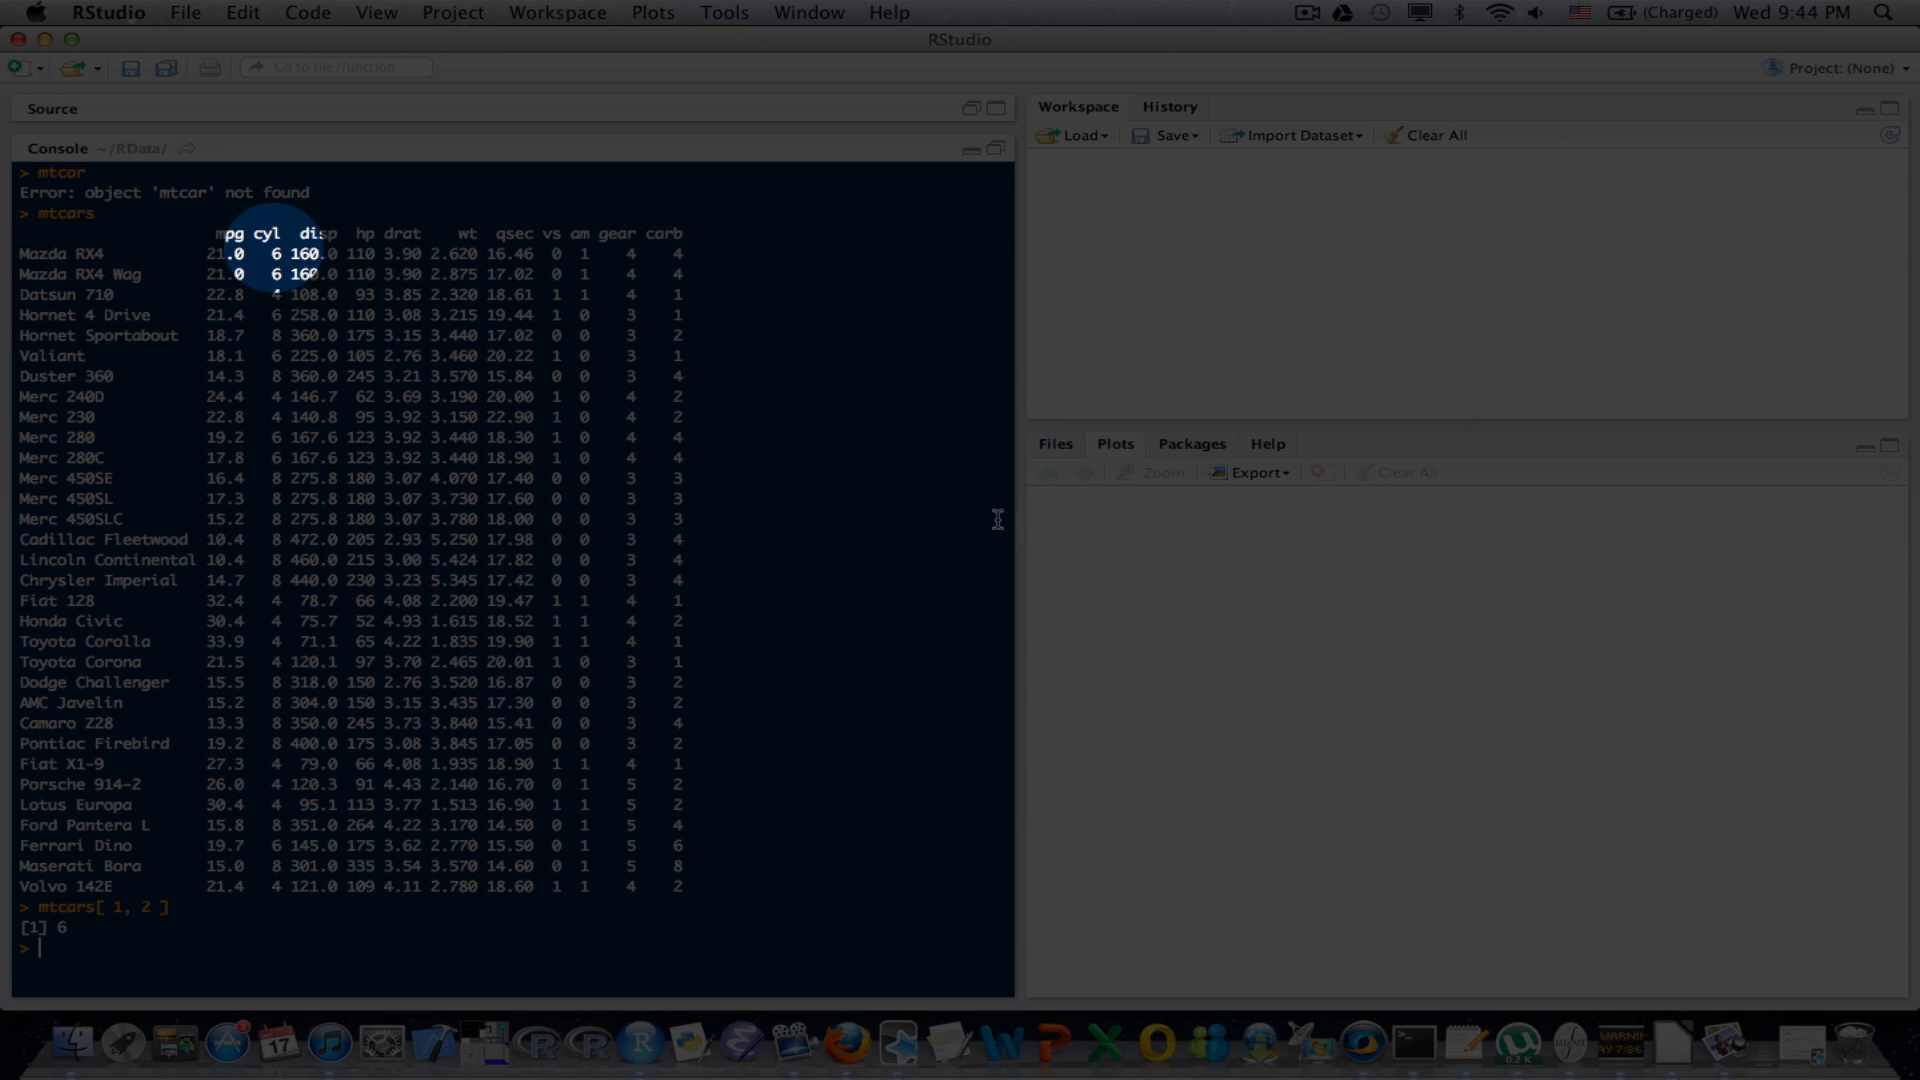 RStudio File Edit Code View Project Workspace Plots Tools Window Help (Charged) Wed 9:44 PM
RStudio
Go to file/function Project: (None)
Source
Console ~/RData/
> mtcar
Error: object 'mtcar' not found
> mtcars
mpg cyl disp hp drat wt qsec vs am gear carb
Mazda RX4 21.0 6 160.0 110 3.90 2.620 16.46 0 1 4 4
Mazda RX4 Wag 21.0 6 160.0 110 3.90 2.875 17.02 0 1 4 4
Datsun 710 22.8 4 108.0 93 3.85 2.320 18.61 1 1 4 1
Hornet 4 Drive 21.4 6 258.0 110 3.08 3.215 19.44 1 0 3 1
Hornet Sportabout 18.7 8 360.0 175 3.15 3.440 17.02 0 0 3 2
Valiant 18.1 6 225.0 105 2.76 3.460 20.22 1 0 3 1
Duster 360 14.3 8 360.0 245 3.21 3.570 15.84 0 0 3 4
Merc 240D 24.4 4 146.7 62 3.69 3.190 20.00 1 0 4 2
Merc 230 22.8 4 140.8 95 3.92 3.150 22.90 1 0 4 2
Merc 280 19.2 6 167.6 123 3.92 3.440 18.30 1 0 4 4
Merc 280C 17.8 6 167.6 123 3.92 3.440 18.90 1 0 4 4
Merc 450SE 16.4 8 275.8 180 3.07 4.070 17.40 0 0 3 3
Merc 450SL 17.3 8 275.8 180 3.07 3.730 17.60 0 0 3 3
Merc 450SLC 15.2 8 275.8 180 3.07 3.780 18.00 0 0 3 3
Cadillac Fleetwood 10.4 8 472.0 205 2.93 5.250 17.98 0 0 3 4
Lincoln Continental 10.4 8 460.0 215 3.00 5.424 17.82 0 0 3 4
Chrysler Imperial 14.7 8 440.0 230 3.23 5.345 17.42 0 0 3 4
Fiat 128 32.4 4 78.7 66 4.08 2.200 19.47 1 1 4 1
Honda Civic 30.4 4 75.7 52 4.93 1.615 18.52 1 1 4 2
Toyota Corolla 33.9 4 71.1 65 4.22 1.835 19.90 1 1 4 1
Toyota Corona 21.5 4 120.1 97 3.70 2.465 20.01 1 0 3 1
Dodge Challenger 15.5 8 318.0 150 2.76 3.520 16.87 0 0 3 2
AMC Javelin 15.2 8 304.0 150 3.15 3.435 17.30 0 0 3 2
Camaro Z28 13.3 8 350.0 245 3.73 3.840 15.41 0 0 3 4
Pontiac Firebird 19.2 8 400.0 175 3.08 3.845 17.05 0 0 3 2
Fiat X1-9 27.3 4 79.0 66 4.08 1.935 18.90 1 1 4 1
Porsche 914-2 26.0 4 120.3 91 4.43 2.140 16.70 0 1 5 2
Lotus Europa 30.4 4 95.1 113 3.77 1.513 16.90 1 1 5 2
Ford Pantera L 15.8 8 351.0 264 4.22 3.170 14.50 0 1 5 4
Ferrari Dino 19.7 6 145.0 175 3.62 2.770 15.50 0 1 5 6
Maserati Bora 15.0 8 301.0 335 3.54 3.570 14.60 0 1 5 8
Volvo 142E 21.4 4 121.0 109 4.11 2.780 18.60 1 1 4 2
> mtcars[ 1, 2 ]
[1] 6
>
Workspace History
Load Save Import Dataset Clear All
Files Plots Packages Help
Zoom Export Clear All
3
17
0.2 K
WARNIN
AY 7:36